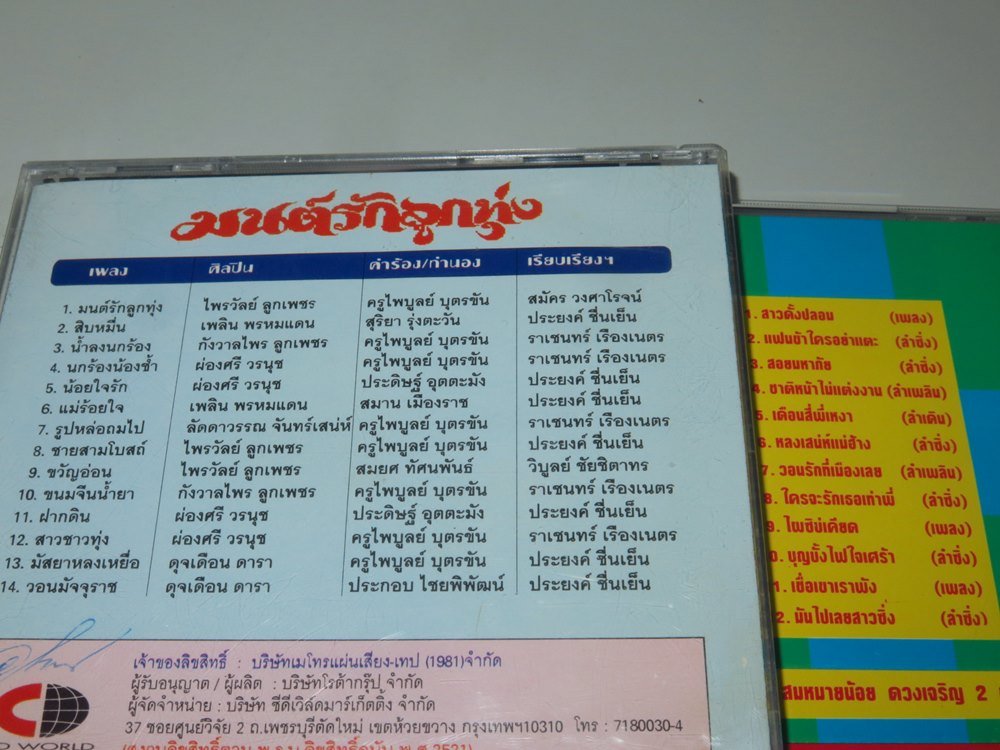 มนต์รักลูกทุ่ง
เพลง ศิลปิน คำร้อง/ทำนอง เรียบเรียงฯ
1. มนต์รักลูกทุ่ง ไพรวัลย์ ลูกเพชร ครูไพบูลย์ บุตรขัน สมัคร วงศาโรจน์
2. สิบหมื่น เพลิน พรหมแดน สุริยา รุ่งตะวัน ประยงค์ ชื่นเย็น
3. น้ำลงนกร้อง กังวาลไพร ลูกเพชร ครูไพบูลย์ บุตรขัน ราเชนทร์ เรืองเนตร
4. นกร้องน้องช้ำ ผ่องศรี วรนุช ครูไพบูลย์ บุตรขัน ราเชนทร์ เรืองเนตร
5. น้อยใจรัก ผ่องศรี วรนุช ประดิษฐ์ อุตตะมัง ประยงค์ ชื่นเย็น
6. แม่ร้อยใจ เพลิน พรหมแดน สมาน เมืองราช ประยงค์ ชื่นเย็น
7. รูปหล่อถมไป ลัดดาวรรณ จันทร์เสน่ห์ ครูไพบูลย์ บุตรขัน ราเชนทร์ เรืองเนตร
8. ชายสามโบสถ์ ไพรวัลย์ ลูกเพชร ครูไพบูลย์ บุตรขัน ประยงค์ ชื่นเย็น
9. ขวัญอ่อน ไพรวัลย์ ลูกเพชร สมยศ ทัศนพันธ์ วิบูลย์ ชัยชิตาทร
10. ขนมจีนน้ำยา กังวาลไพร ลูกเพชร ครูไพบูลย์ บุตรขัน ราเชนทร์ เรืองเนตร
11. ฝากดิน ผ่องศรี วรนุช ประดิษฐ์ อุตตะมัง ประยงค์ ชื่นเย็น
12. สาวชาวทุ่ง ผ่องศรี วรนุช ครูไพบูลย์ บุตรขัน ราเชนทร์ เรืองเนตร
13. มัสยาหลงเหยื่อ ดุจเดือน ดารา ครูไพบูลย์ บุตรขัน ประยงค์ ชื่นเย็น
14. วอนมัจจุราช ดุจเดือน ดารา ประกอบ ไชยพิพัฒน์ ประยงค์ ชื่นเย็น
เจ้าของลิขสิทธิ์ : บริษัทเมโทรแผ่นเสียง-เทป (1981)จำกัด
ผู้รับอนุญาต / ผู้ผลิต : บริษัทโรต้ากรุ๊ป จำกัด
ผู้จัดจำหน่าย : บริษัท ซีดีเวิลด์มาร์เก็ตติ้ง จำกัด
37 ซอยศูนย์วิจัย 2 ถ.เพชรบุรีตัดใหม่ เขตห้วยขวาง กรุงเทพฯ10310 โทร : 7180030-4
D WORLD
1. สาวดั้งปลอม (เพลง)
2. แฟนข้าใครอย่าแตะ (ลำซิ่ง)
3. สอยมหาภัย (ลำซิ่ง)
4. ชาติหน้าไม่แต่งงาน (ลำเพลิน)
5. เดือนสี่พี่เหงา (ลำเดิน)
6. หลงเสน่ห์แม่ฮ้าง (ลำซิ่ง)
7. วอนรักที่เมืองเลย (ลำเพลิน)
8. ใครจะรักเธอเท่าพี่ (ลำซิ่ง)
9. ไผซิบ่เคียด (เพลง)
0. บุญบั้งไฟใจเศร้า (ลำซิ่ง)
1. เชื่อเขาเราพัง (เพลง)
2. มันไปเลยสาวซิ่ง (ลำซิ่ง)
สมหมายน้อย ดวงเจริญ 2